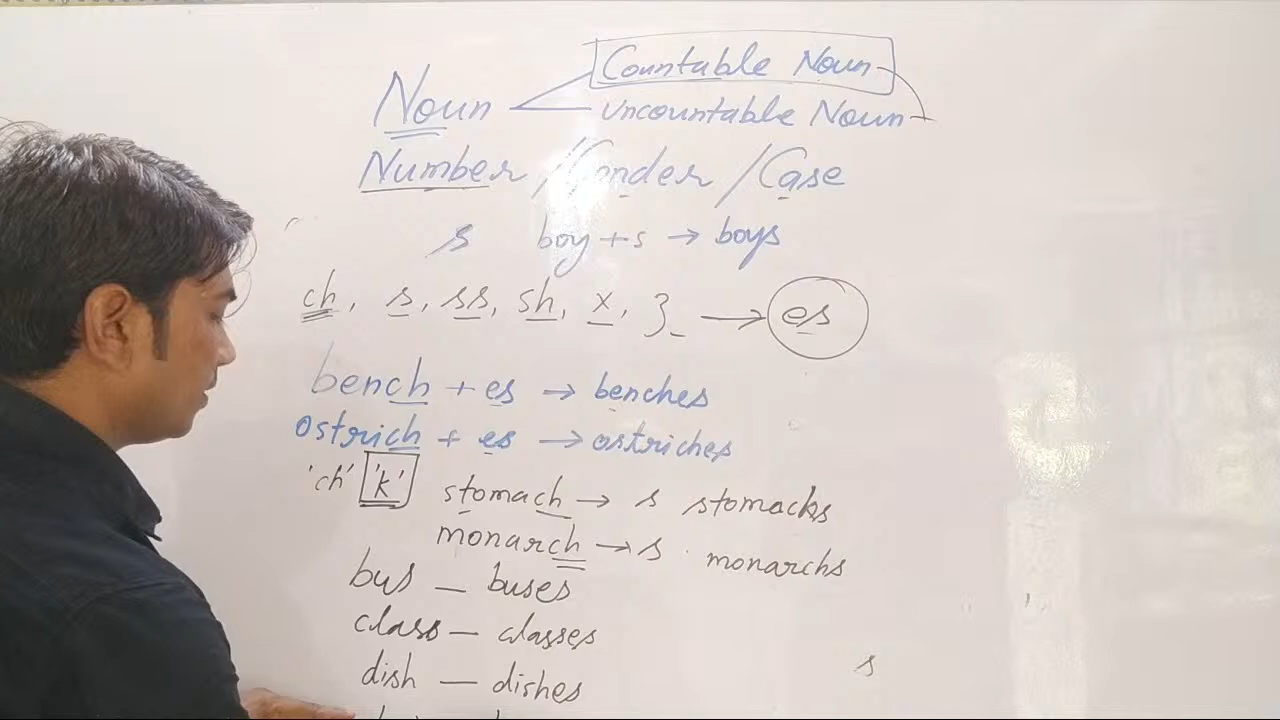 Countable Noun
Noun
Uncountable Noun
Number / Gender / Case
s boy + s → boys
ch, s, ss, sh, x, z → es
bench + es → benches
ostrich + es → ostriches
'ch' 'k' stomach → s stomachs
monarch → s monarchs
bus — buses
class — classes
dish — dishes
s